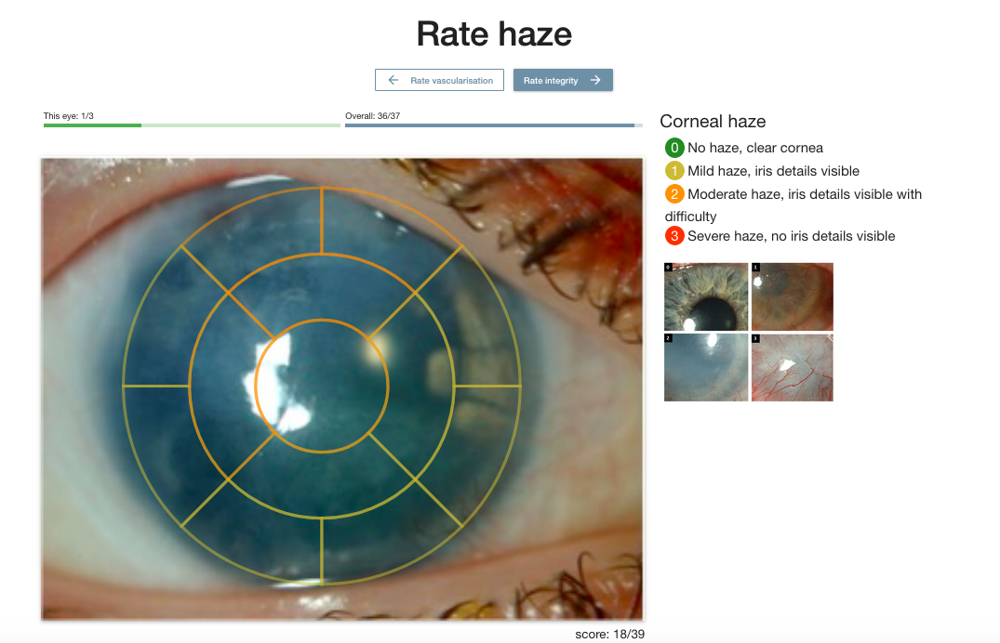 Rate haze
← Rate vascularisation
Rate integrity →
This eye: 1/3
Overall: 36/37
Corneal haze
0 No haze, clear cornea
1 Mild haze, iris details visible
2 Moderate haze, iris details visible with
difficulty
3 Severe haze, no iris details visible
0
1
2
3
score: 18/39